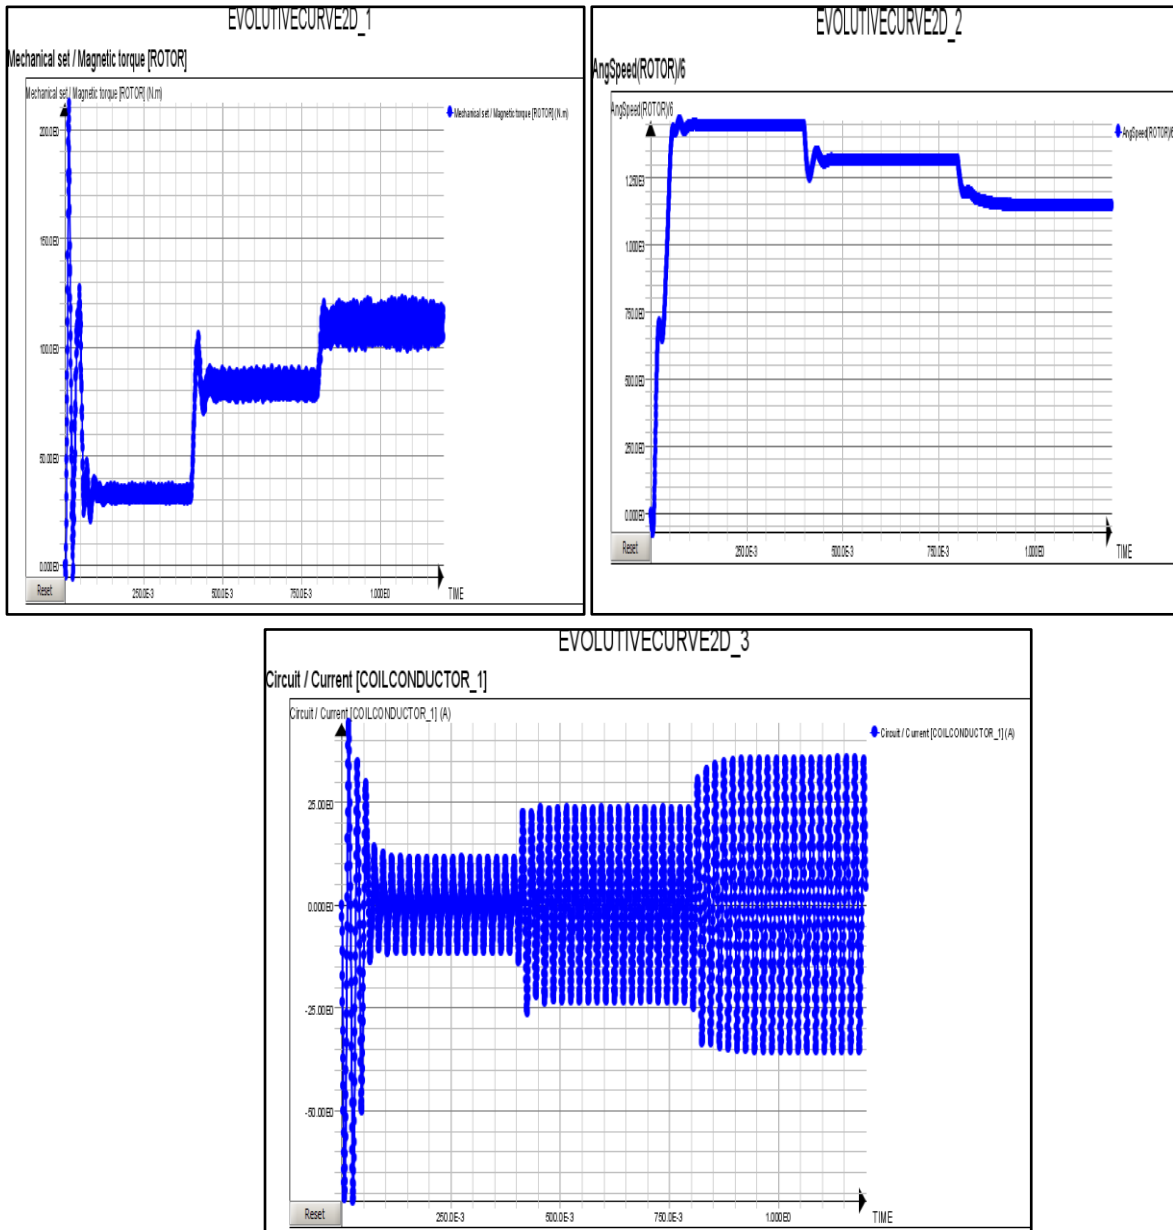 EVOLUTIVECURVE2D_1
Mechanical set / Magnetic torque [ROTOR]
Mechanical set / Magnetic torque [ROTOR] (N.m)
Mechanical set / Magnetic torque [ROTOR] (N.m)
200.0E0
150.0E0
100.0E0
50.00E0
0.000E0
Reset
250.0E-3
500.0E-3
750.0E-3
1.000E0
TIME
EVOLUTIVECURVE2D_2
AngSpeed(ROTOR)/6
AngSpeed(ROTOR)/6
AngSpeed(ROTOR)/6
1.250E3
1.000E3
750.0E0
500.0E0
250.0E0
0.000E0
Reset
250.0E-3
500.0E-3
750.0E-3
1.000E0
TIME
EVOLUTIVECURVE2D_3
Circuit / Current [COILCONDUCTOR_1]
Circuit / Current [COILCONDUCTOR_1] (A)
Circuit / Current [COILCONDUCTOR_1] (A)
25.00E0
0.000E0
-25.00E0
-50.00E0
Reset
250.0E-3
500.0E-3
750.0E-3
1.000E0
TIME